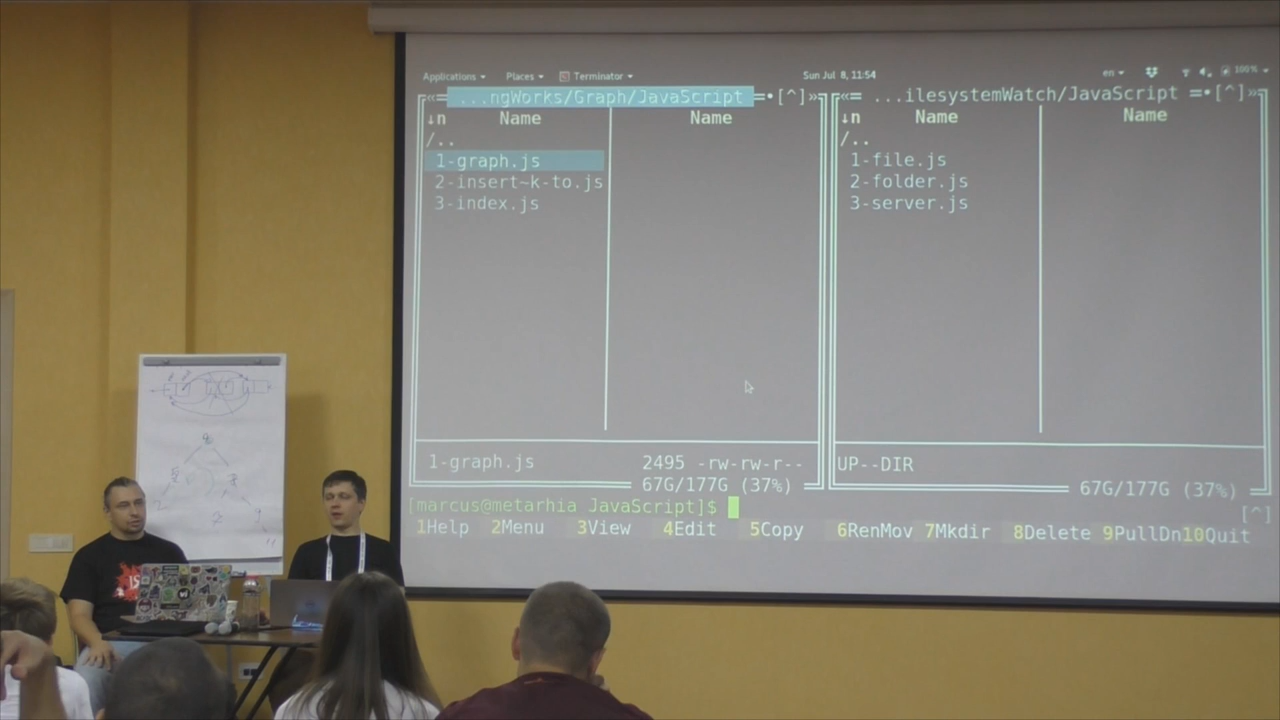 Applications Places Terminator Sun Jul 8, 11:54 en 100%
...ngWorks/Graph/JavaScript =•[^]» «= ...ilesystemWatch/JavaScript =•[^]»
↓n Name Name ↓n Name Name
/.. /..
1-graph.js 1-file.js
2-insert~k-to.js 2-folder.js
3-index.js 3-server.js
1-graph.js 2495 -rw-rw-r-- UP--DIR
67G/177G (37%) 67G/177G (37%)
[marcus@metarhia JavaScript]$ [^]
1Help 2Menu 3View 4Edit 5Copy 6RenMov 7Mkdir 8Delete 9PullDn 10Quit
JS